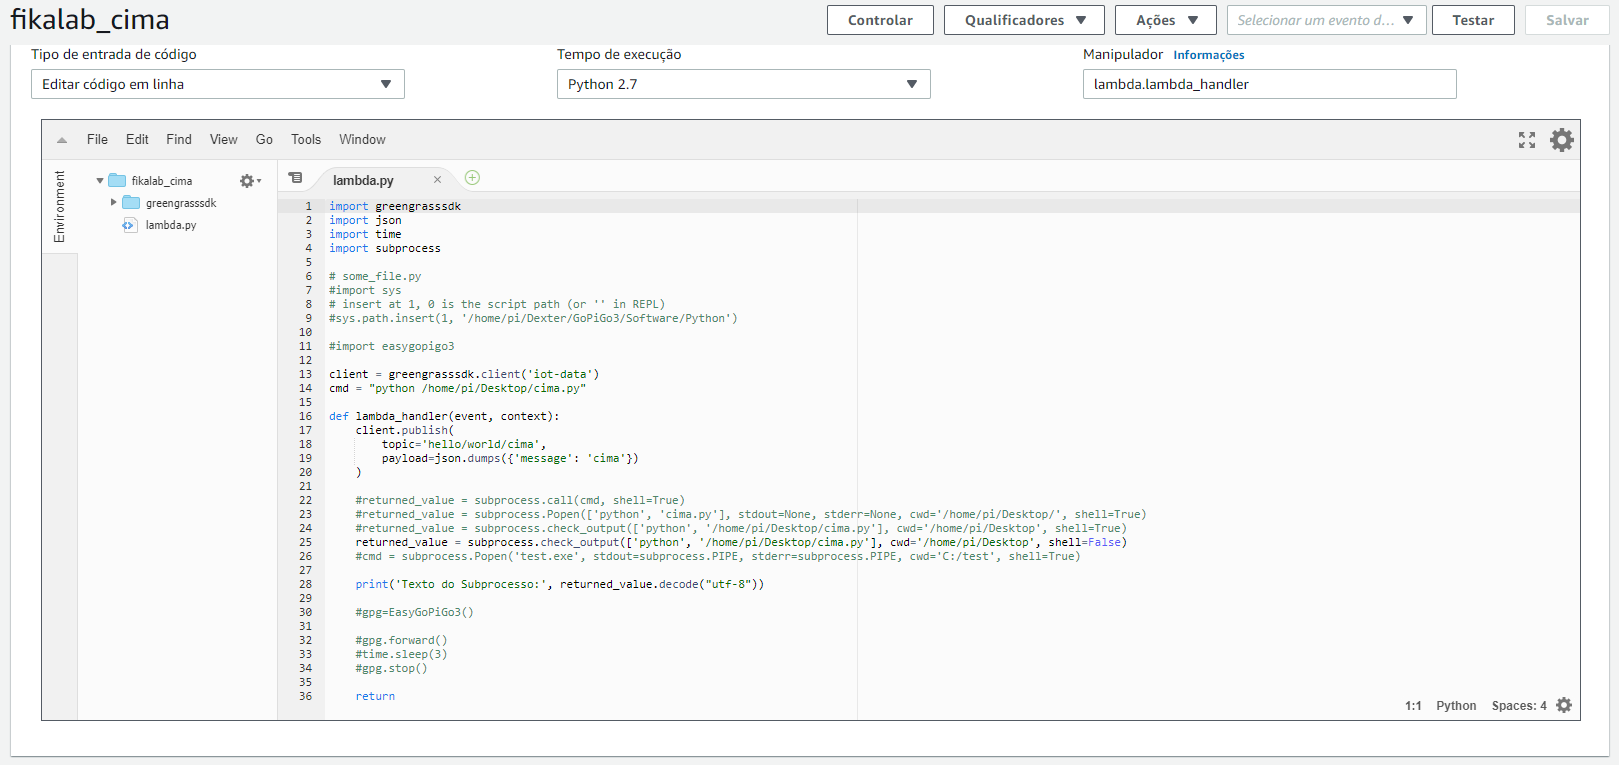 fikalab_cima
Controlar
Qualificadores
Ações
Selecionar um evento d...
Testar
Salvar
Tipo de entrada de código
Tempo de execução
Manipulador Informações
Editar código em linha
Python 2.7
lambda.lambda_handler
File Edit Find View Go Tools Window
Environment
fikalab_cima
greengrasssdk
lambda.py
lambda.py
1 import greengrasssdk
2 import json
3 import time
4 import subprocess
5
6 # some_file.py
7 #import sys
8 # insert at 1, 0 is the script path (or '' in REPL)
9 #sys.path.insert(1, '/home/pi/Dexter/GoPiGo3/Software/Python')
10
11 #import easygopigo3
12
13 client = greengrasssdk.client('iot-data')
14 cmd = "python /home/pi/Desktop/cima.py"
15
16 def lambda_handler(event, context):
17     client.publish(
18         topic='hello/world/cima',
19         payload=json.dumps({'message': 'cima'})
20     )
21
22     #returned_value = subprocess.call(cmd, shell=True)
23     #returned_value = subprocess.Popen(['python', 'cima.py'], stdout=None, stderr=None, cwd='/home/pi/Desktop/', shell=True)
24     #returned_value = subprocess.check_output(['python', '/home/pi/Desktop/cima.py'], cwd='/home/pi/Desktop', shell=True)
25     returned_value = subprocess.check_output(['python', '/home/pi/Desktop/cima.py'], cwd='/home/pi/Desktop', shell=False)
26     #cmd = subprocess.Popen('test.exe', stdout=subprocess.PIPE, stderr=subprocess.PIPE, cwd='C:/test', shell=True)
27
28     print('Texto do Subprocesso:', returned_value.decode("utf-8"))
29
30     #gpg=EasyGoPiGo3()
31
32     #gpg.forward()
33     #time.sleep(3)
34     #gpg.stop()
35
36     return
1:1 Python Spaces: 4